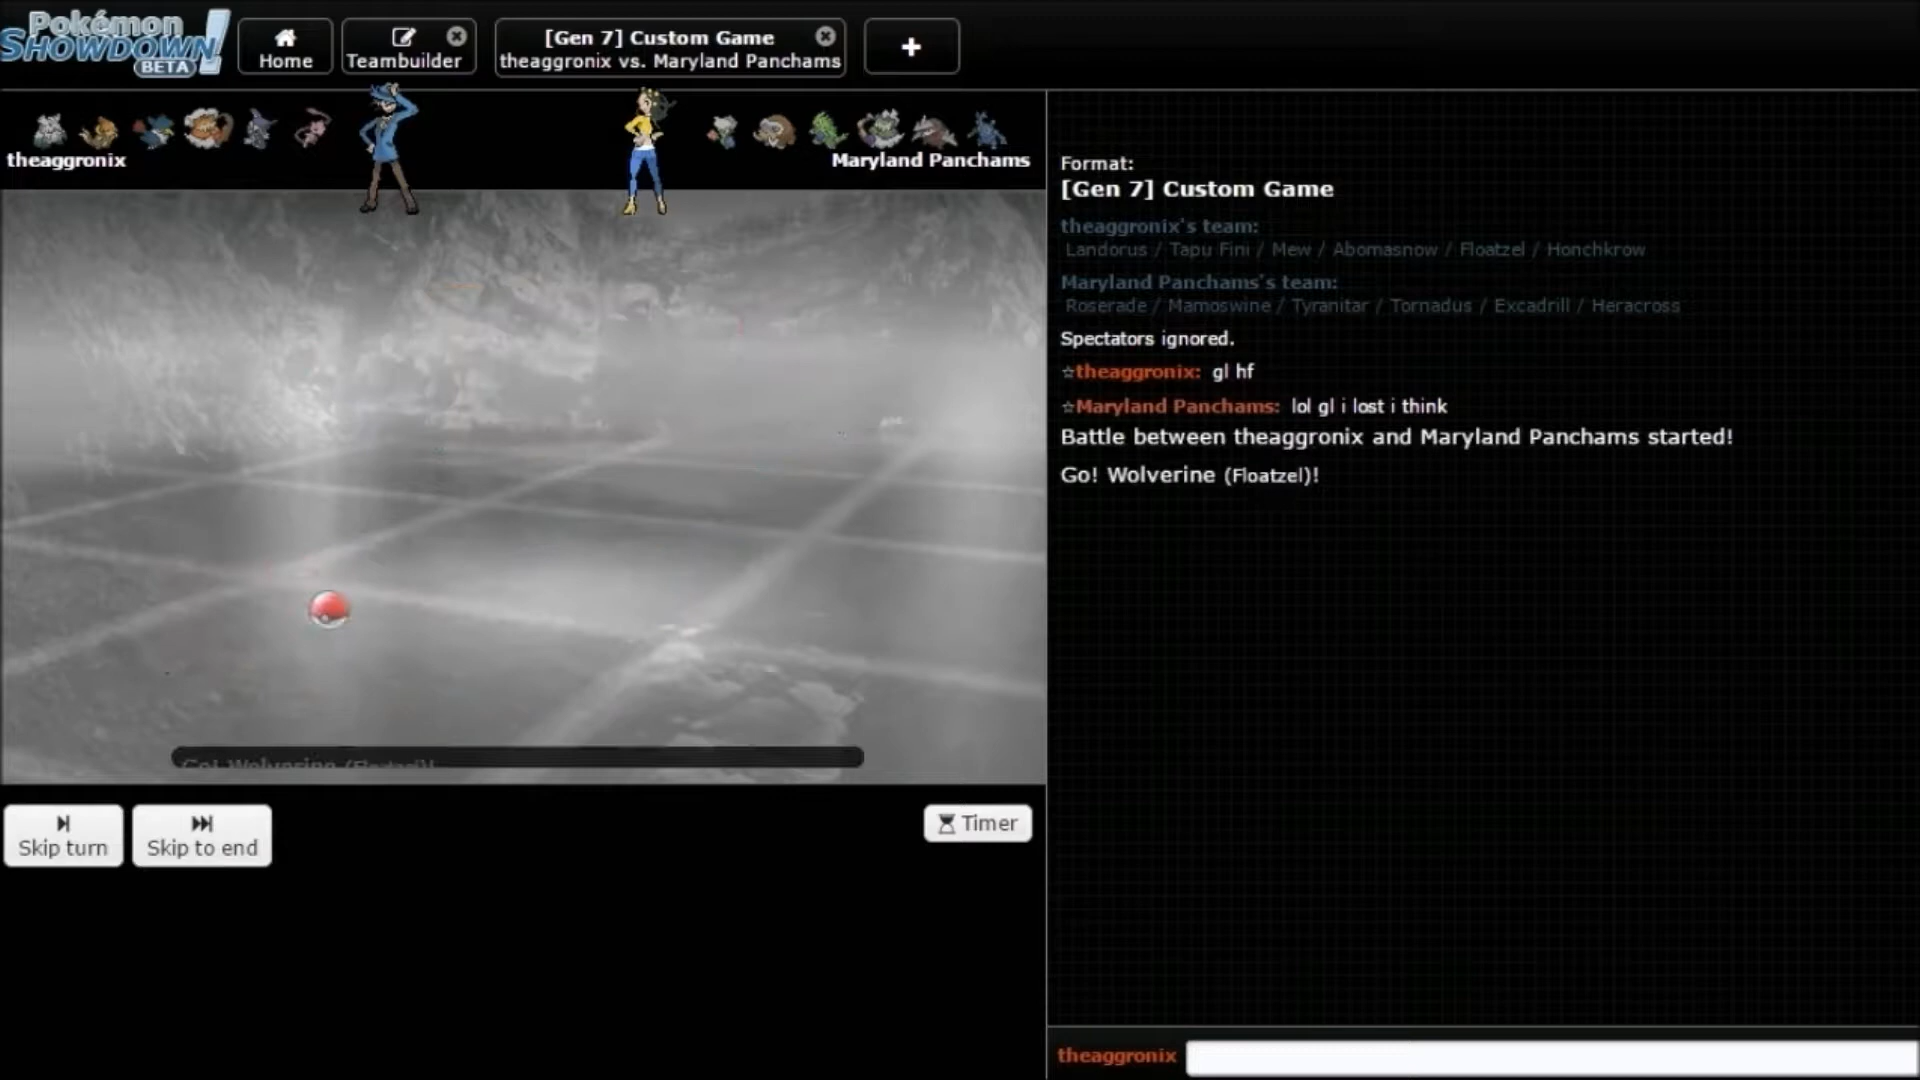 Pokémon
SHOWDOWN!
BETA
Home
Teambuilder
[Gen 7] Custom Game
theaggronix vs. Maryland Panchams
theaggronix
Maryland Panchams
Go! Wolverine (Floatzel)!
Skip turn
Skip to end
Timer
Format:
[Gen 7] Custom Game
theaggronix's team:
Landorus / Tapu Fini / Mew / Abomasnow / Floatzel / Honchkrow
Maryland Panchams's team:
Roserade / Mamoswine / Tyranitar / Tornadus / Excadrill / Heracross
Spectators ignored.
☆theaggronix: gl hf
☆Maryland Panchams: lol gl i lost i think
Battle between theaggronix and Maryland Panchams started!
Go! Wolverine (Floatzel)!
theaggronix